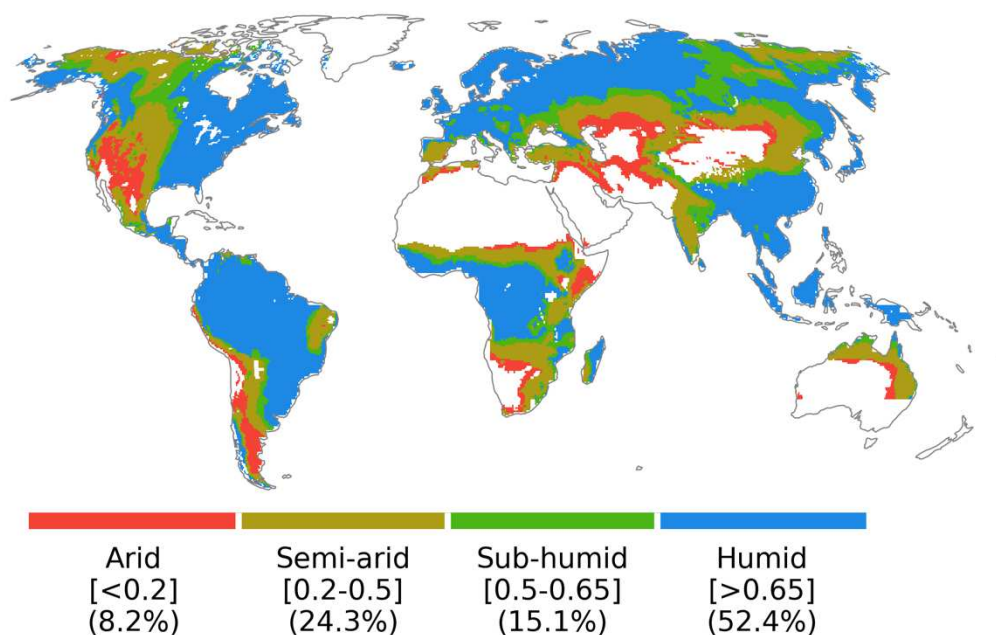 Arid Semi-arid Sub-humid Humid
[<0.2] [0.2-0.5] [0.5-0.65] [>0.65]
(8.2%) (24.3%) (15.1%) (52.4%)